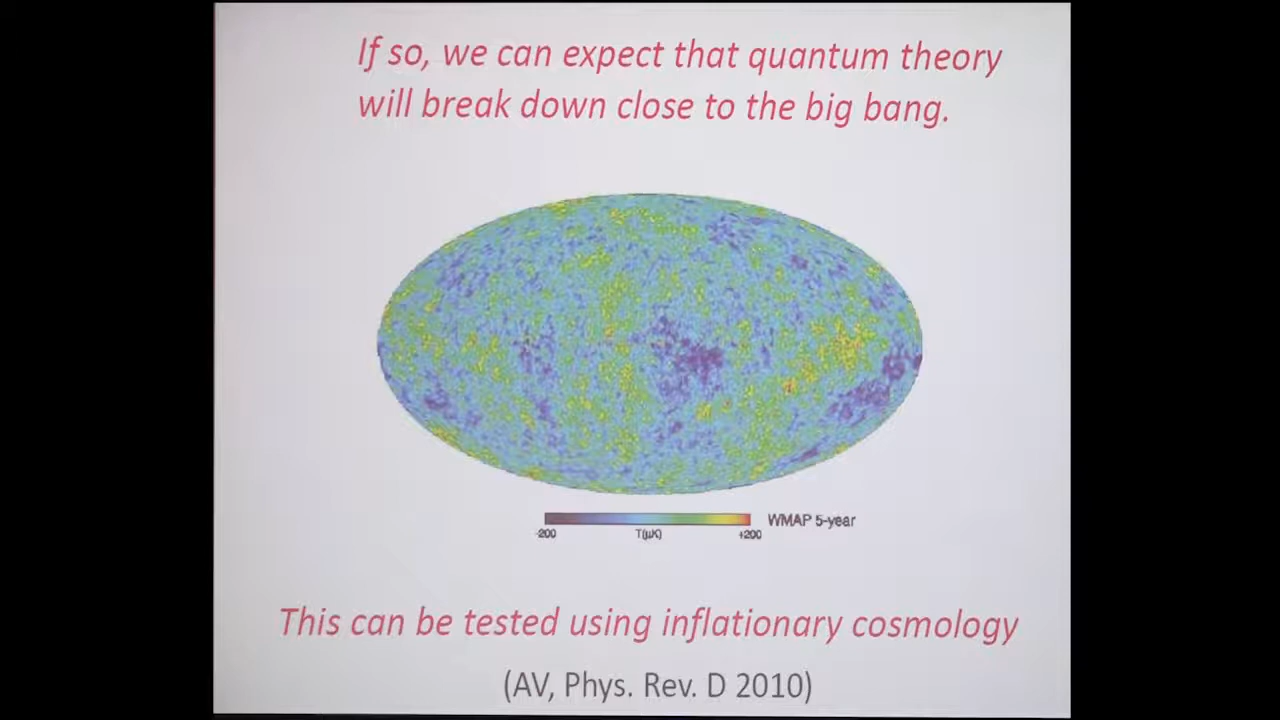 If so, we can expect that quantum theory
will break down close to the big bang.
-200
T(µK)
+200
WMAP 5-year
This can be tested using inflationary cosmology
(AV, Phys. Rev. D 2010)